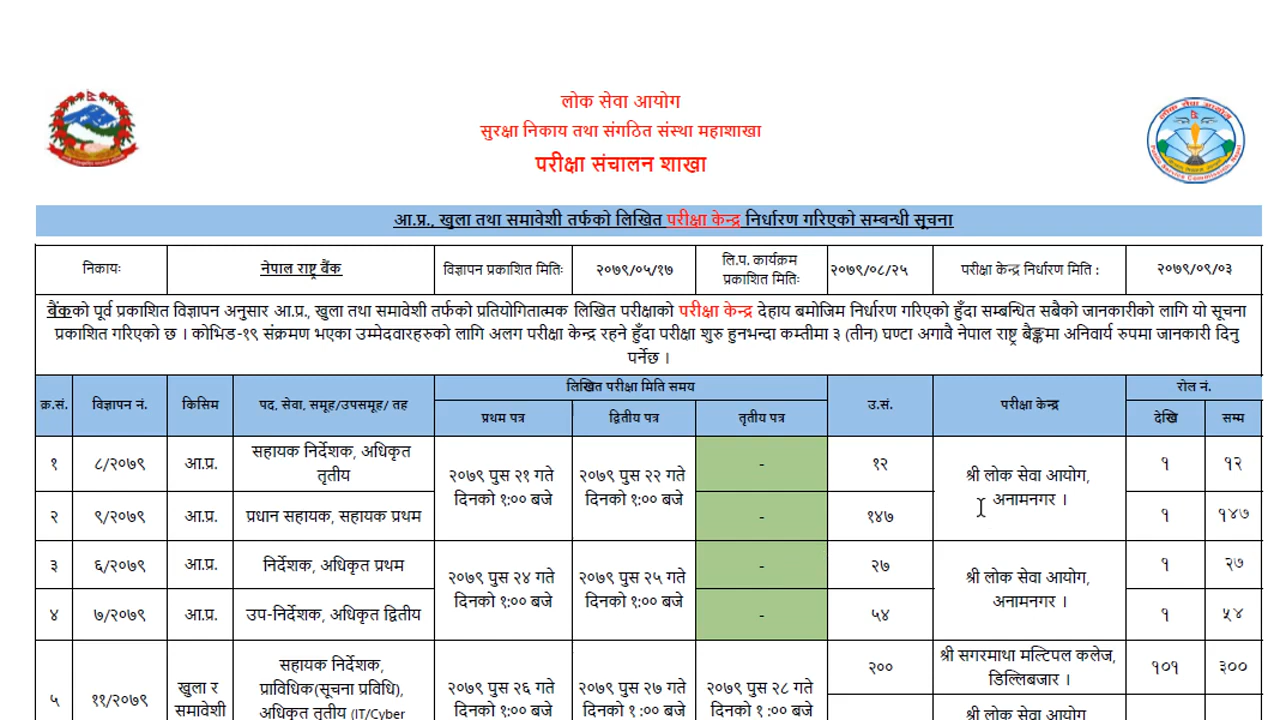 लोक सेवा आयोग
सुरक्षा निकाय तथा संगठित संस्था महाशाखा
परीक्षा संचालन शाखा
आ.प्र., खुला तथा समावेशी तर्फको लिखित परीक्षा केन्द्र निर्धारण गरिएको सम्बन्धी सूचना
निकायः नेपाल राष्ट्र बैंक विज्ञापन प्रकाशित मितिः २०७९/०५/१७ लि.प. कार्यक्रम प्रकाशित मितिः २०७९/०८/२५ परीक्षा केन्द्र निर्धारण मिति : २०७९/०९/०३
बैंकको पूर्व प्रकाशित विज्ञापन अनुसार आ.प्र., खुला तथा समावेशी तर्फको प्रतियोगितात्मक लिखित परीक्षाको परीक्षा केन्द्र देहाय बमोजिम निर्धारण गरिएको हुँदा सम्बन्धित सबैको जानकारीको लागि यो सूचना
प्रकाशित गरिएको छ । कोभिड-१९ संक्रमण भएका उम्मेदवारहरुको लागि अलग परीक्षा केन्द्र रहने हुँदा परीक्षा शुरु हुनभन्दा कम्तीमा ३ (तीन) घण्टा अगावै नेपाल राष्ट्र बैङ्कमा अनिवार्य रुपमा जानकारी दिनु
पर्नेछ ।
क्र.सं. विज्ञापन नं. किसिम पद, सेवा, समूह/उपसमूह/ तह लिखित परीक्षा मिति समय उ.सं. परीक्षा केन्द्र रोल नं.
प्रथम पत्र द्वितीय पत्र तृतीय पत्र देखि सम्म
१ ८/२०७९ आ.प्र. सहायक निर्देशक, अधिकृत तृतीय २०७९ पुस २१ गते दिनको १:०० बजे २०७९ पुस २२ गते दिनको १:०० बजे - १२ श्री लोक सेवा आयोग, अनामनगर । १ १२
२ ९/२०७९ आ.प्र. प्रधान सहायक, सहायक प्रथम - १४७ १ १४७
३ ६/२०७९ आ.प्र. निर्देशक, अधिकृत प्रथम २०७९ पुस २४ गते दिनको १:०० बजे २०७९ पुस २५ गते दिनको १:०० बजे - २७ श्री लोक सेवा आयोग, अनामनगर । १ २७
४ ७/२०७९ आ.प्र. उप-निर्देशक, अधिकृत द्वितीय - ५४ १ ५४
५ ११/२०७९ खुला र समावेशी सहायक निर्देशक, प्राविधिक(सूचना प्रविधि), अधिकृत तृतीय (IT/Cyber २०७९ पुस २६ गते दिनको १ :०० बजे २०७९ पुस २७ गते दिनको १ :०० बजे २०७९ पुस २८ गते दिनको १ :०० बजे २०० श्री सगरमाथा मल्टिपल कलेज, डिल्लिबजार । १०१ ३००
श्री लोक सेवा आयोग